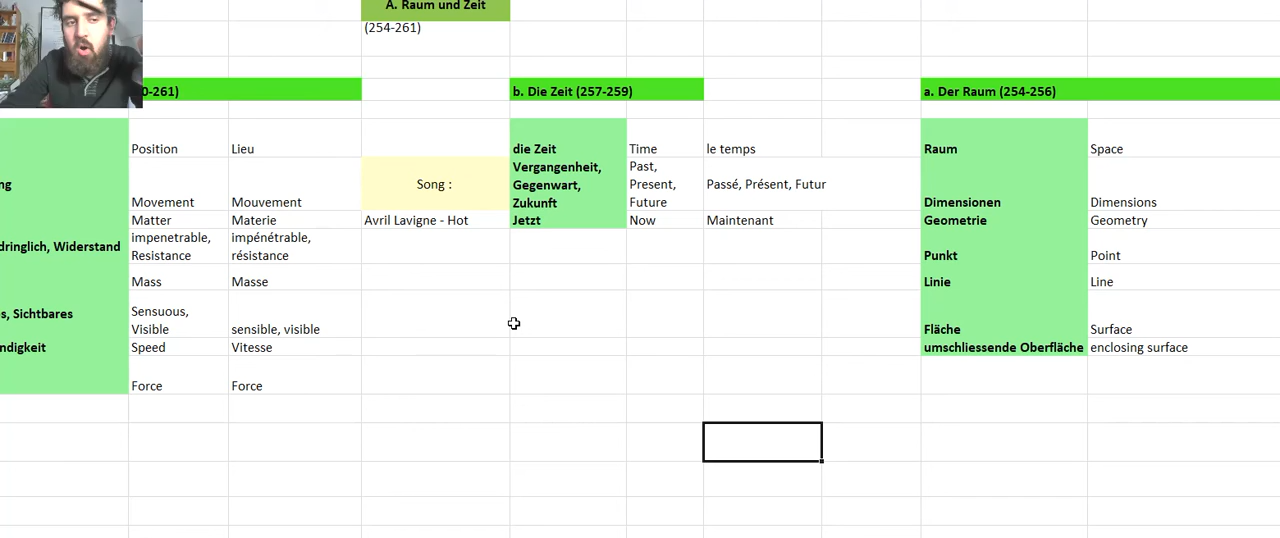 A. Raum und Zeit
(254-261)
0-261)
b. Die Zeit (257-259)
a. Der Raum (254-256)
Position
Lieu
die Zeit
Time
le temps
Raum
Space
ng
Movement
Mouvement
Song :
Vergangenheit,
Gegenwart,
Zukunft
Past,
Present,
Future
Passé, Présent, Futur
Dimensionen
Dimensions
Matter
Materie
Avril Lavigne - Hot
Jetzt
Now
Maintenant
Geometrie
Geometry
dringlich, Widerstand
impenetrable,
Resistance
impénétrable,
résistance
Punkt
Point
Mass
Masse
Linie
Line
s, Sichtbares
Sensuous,
Visible
sensible, visible
Fläche
Surface
ndigkeit
Speed
Vitesse
umschliessende Oberfläche
enclosing surface
Force
Force